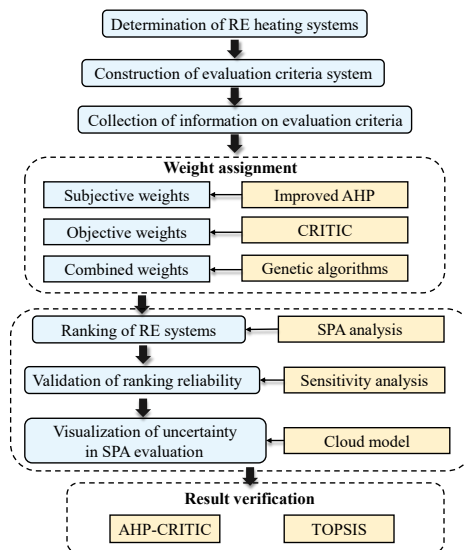 Determination of RE heating systems
Construction of evaluation criteria system
Collection of information on evaluation criteria
Weight assignment
Subjective weights
Improved AHP
Objective weights
CRITIC
Combined weights
Genetic algorithms
Ranking of RE systems
SPA analysis
Validation of ranking reliability
Sensitivity analysis
Visualization of uncertainty
in SPA evaluation
Cloud model
Result verification
AHP-CRITIC
TOPSIS